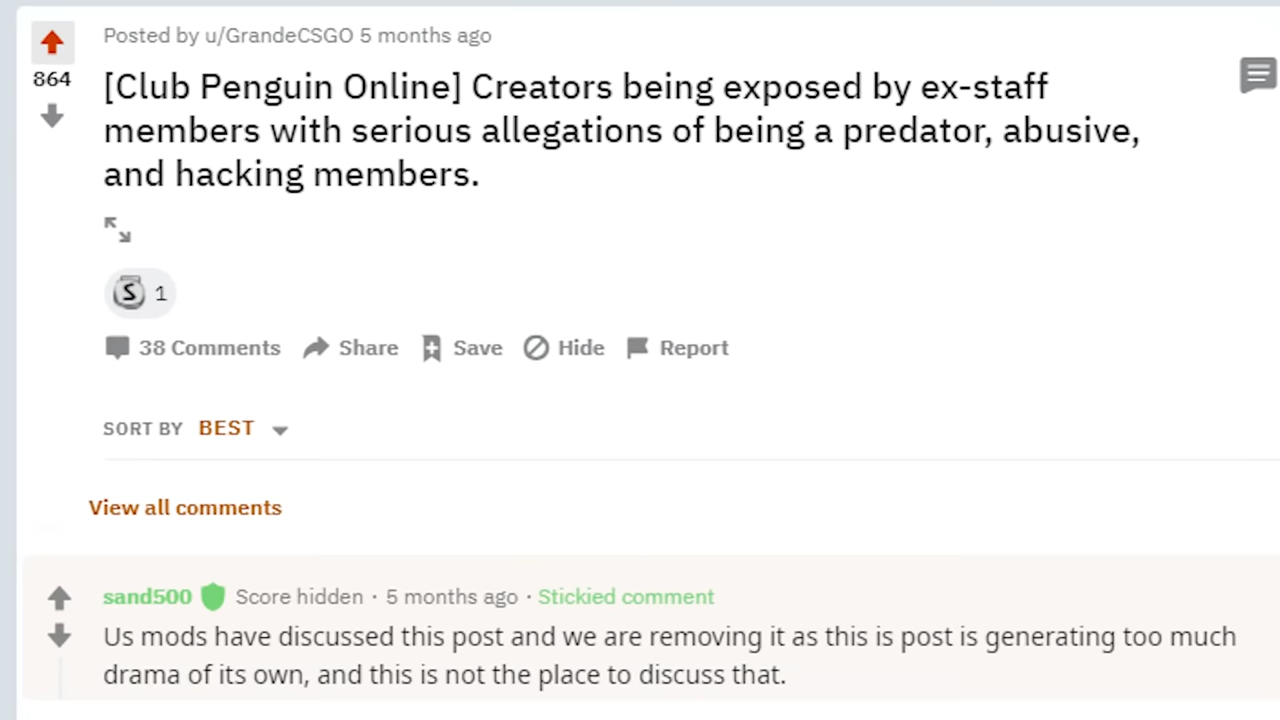 Posted by u/GrandeCSGO 5 months ago
864
[Club Penguin Online] Creators being exposed by ex-staff
members with serious allegations of being a predator, abusive,
and hacking members.
S 1
38 Comments Share Save Hide Report
SORT BY BEST
View all comments
sand500 Score hidden · 5 months ago · Stickied comment
Us mods have discussed this post and we are removing it as this is post is generating too much
drama of its own, and this is not the place to discuss that.